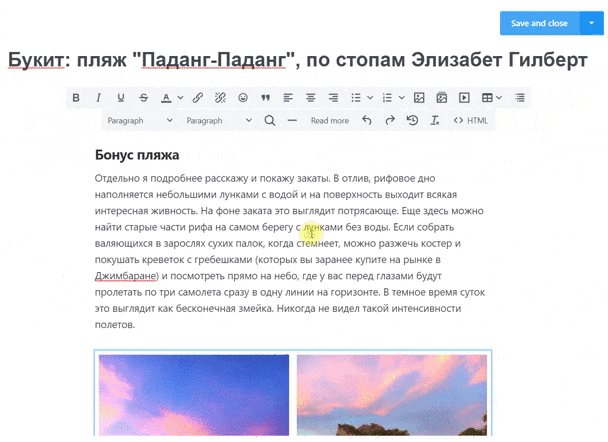 Save and close
Букит: пляж "Паданг-Паданг", по стопам Элизабет Гилберт
B I U S A
Paragraph Paragraph Read more HTML
Бонус пляжа
Отдельно я подробнее расскажу и покажу закаты. В отлив, рифовое дно
наполняется небольшими лунками с водой и на поверхность выходит всякая
интересная живность. На фоне заката это выглядит потрясающе. Еще здесь можно
найти старые части рифа на самом берегу с лунками без воды. Если собрать
валяющихся в зарослях сухих палок, когда стемнеет, можно разжечь костер и
покушать креветок с гребешками (которых вы заранее купите на рынке в
Джимбаране) и посмотреть прямо на небо, где у вас перед глазами будут
пролетать по три самолета сразу в одну линии на горизонте. В темное время суток
это выглядит как бесконечная змейка. Никогда не видел такой интенсивности
полетов.